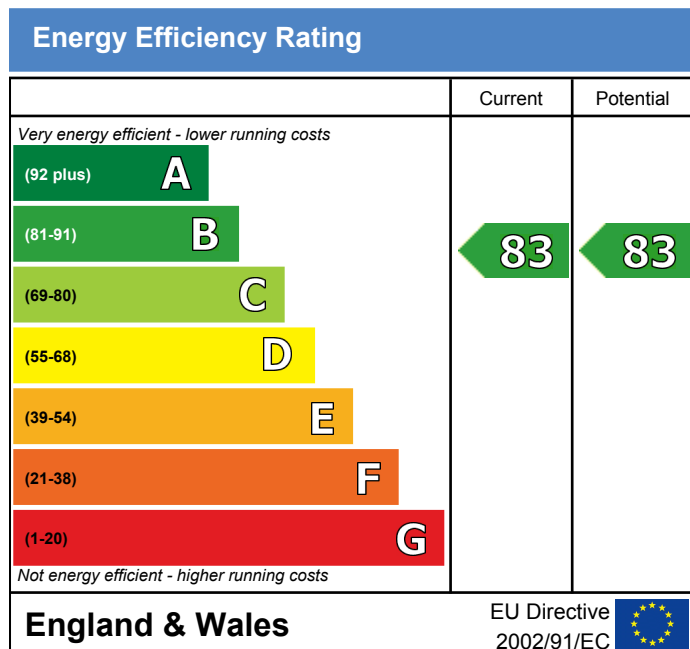 Energy Efficiency Rating
Current Potential
Very energy efficient - lower running costs
(92 plus) A
(81-91) B 83 83
(69-80) C
(55-68) D
(39-54) E
(21-38) F
(1-20) G
Not energy efficient - higher running costs
England & Wales
EU Directive
2002/91/EC